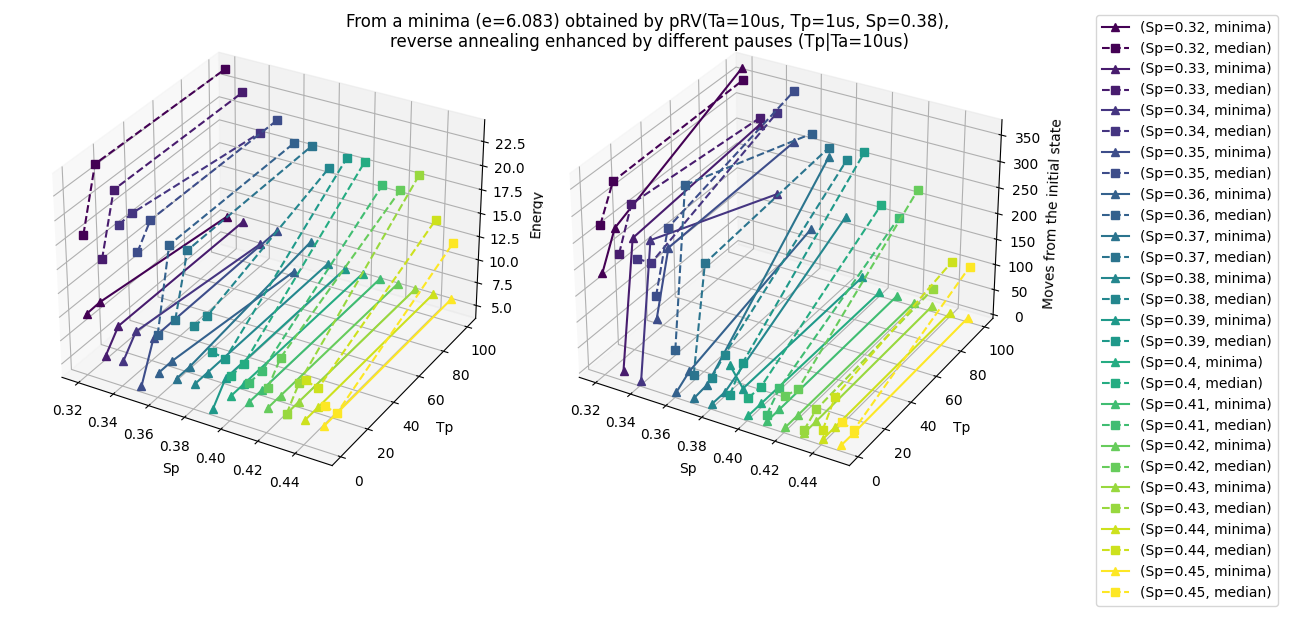 From a minima (e=6.083) obtained by pRV(Ta=10us, Tp=1us, Sp=0.38),
reverse annealing enhanced by different pauses (Tp|Ta=10us)
22.5
20.0
17.5
15.0
12.5
10.0
7.5
5.0
Energy
0.32
0.34
0.36
0.38
0.40
0.42
0.44
Sp
0
20
40
60
80
100
Tp
350
300
250
200
150
100
50
0
Moves from the initial state
0.32
0.34
0.36
0.38
0.40
0.42
0.44
Sp
0
20
40
60
80
100
Tp
(Sp=0.32, minima)
(Sp=0.32, median)
(Sp=0.33, minima)
(Sp=0.33, median)
(Sp=0.34, minima)
(Sp=0.34, median)
(Sp=0.35, minima)
(Sp=0.35, median)
(Sp=0.36, minima)
(Sp=0.36, median)
(Sp=0.37, minima)
(Sp=0.37, median)
(Sp=0.38, minima)
(Sp=0.38, median)
(Sp=0.39, minima)
(Sp=0.39, median)
(Sp=0.4, minima)
(Sp=0.4, median)
(Sp=0.41, minima)
(Sp=0.41, median)
(Sp=0.42, minima)
(Sp=0.42, median)
(Sp=0.43, minima)
(Sp=0.43, median)
(Sp=0.44, minima)
(Sp=0.44, median)
(Sp=0.45, minima)
(Sp=0.45, median)